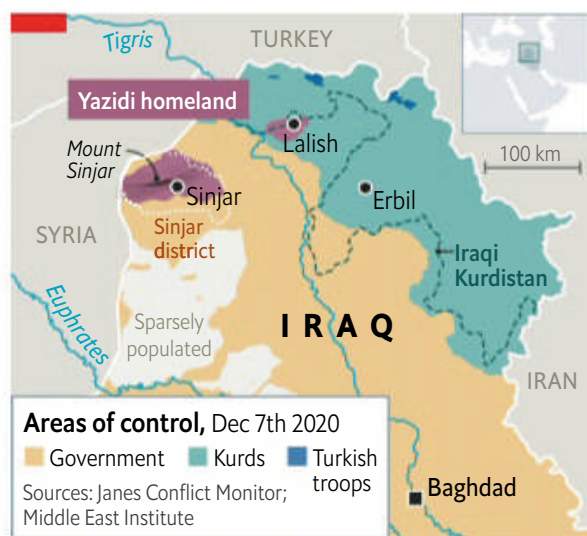 Tigris
TURKEY
Yazidi homeland
Lalish
Mount
Sinjar
100 km
Sinjar
Erbil
SYRIA
Sinjar
district
Iraqi
Kurdistan
Euphrates
Sparsely
populated
IRAQ
IRAN
Areas of control, Dec 7th 2020
Government Kurds Turkish
troops
Sources: Janes Conflict Monitor;
Middle East Institute
Baghdad